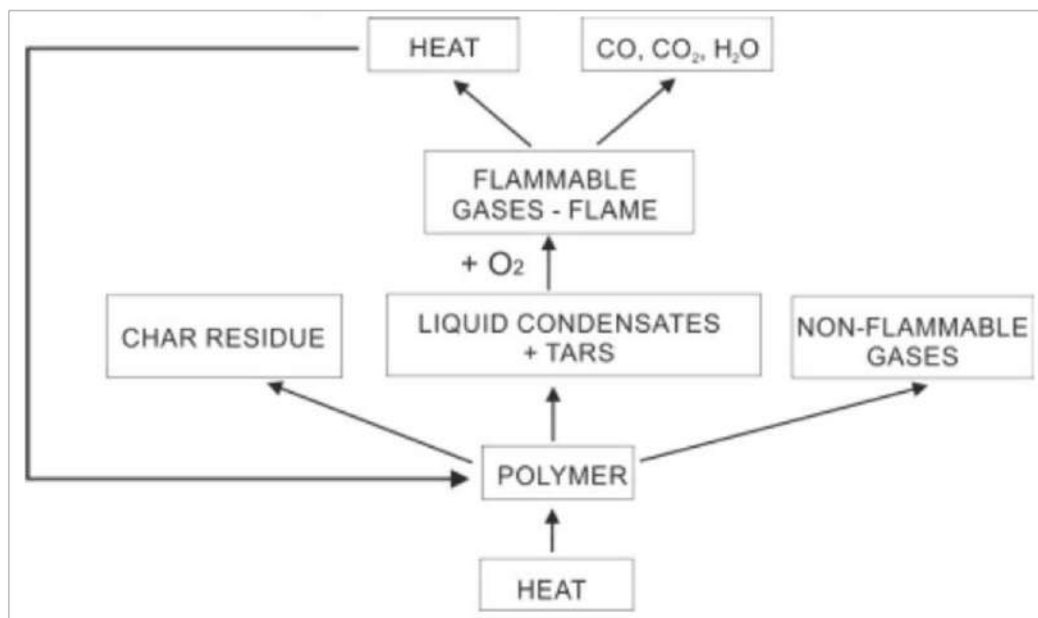 HEAT
CO, CO₂, H₂O
FLAMMABLE
GASES - FLAME
+ O₂
CHAR RESIDUE
LIQUID CONDENSATES
+ TARS
NON-FLAMMABLE
GASES
POLYMER
HEAT